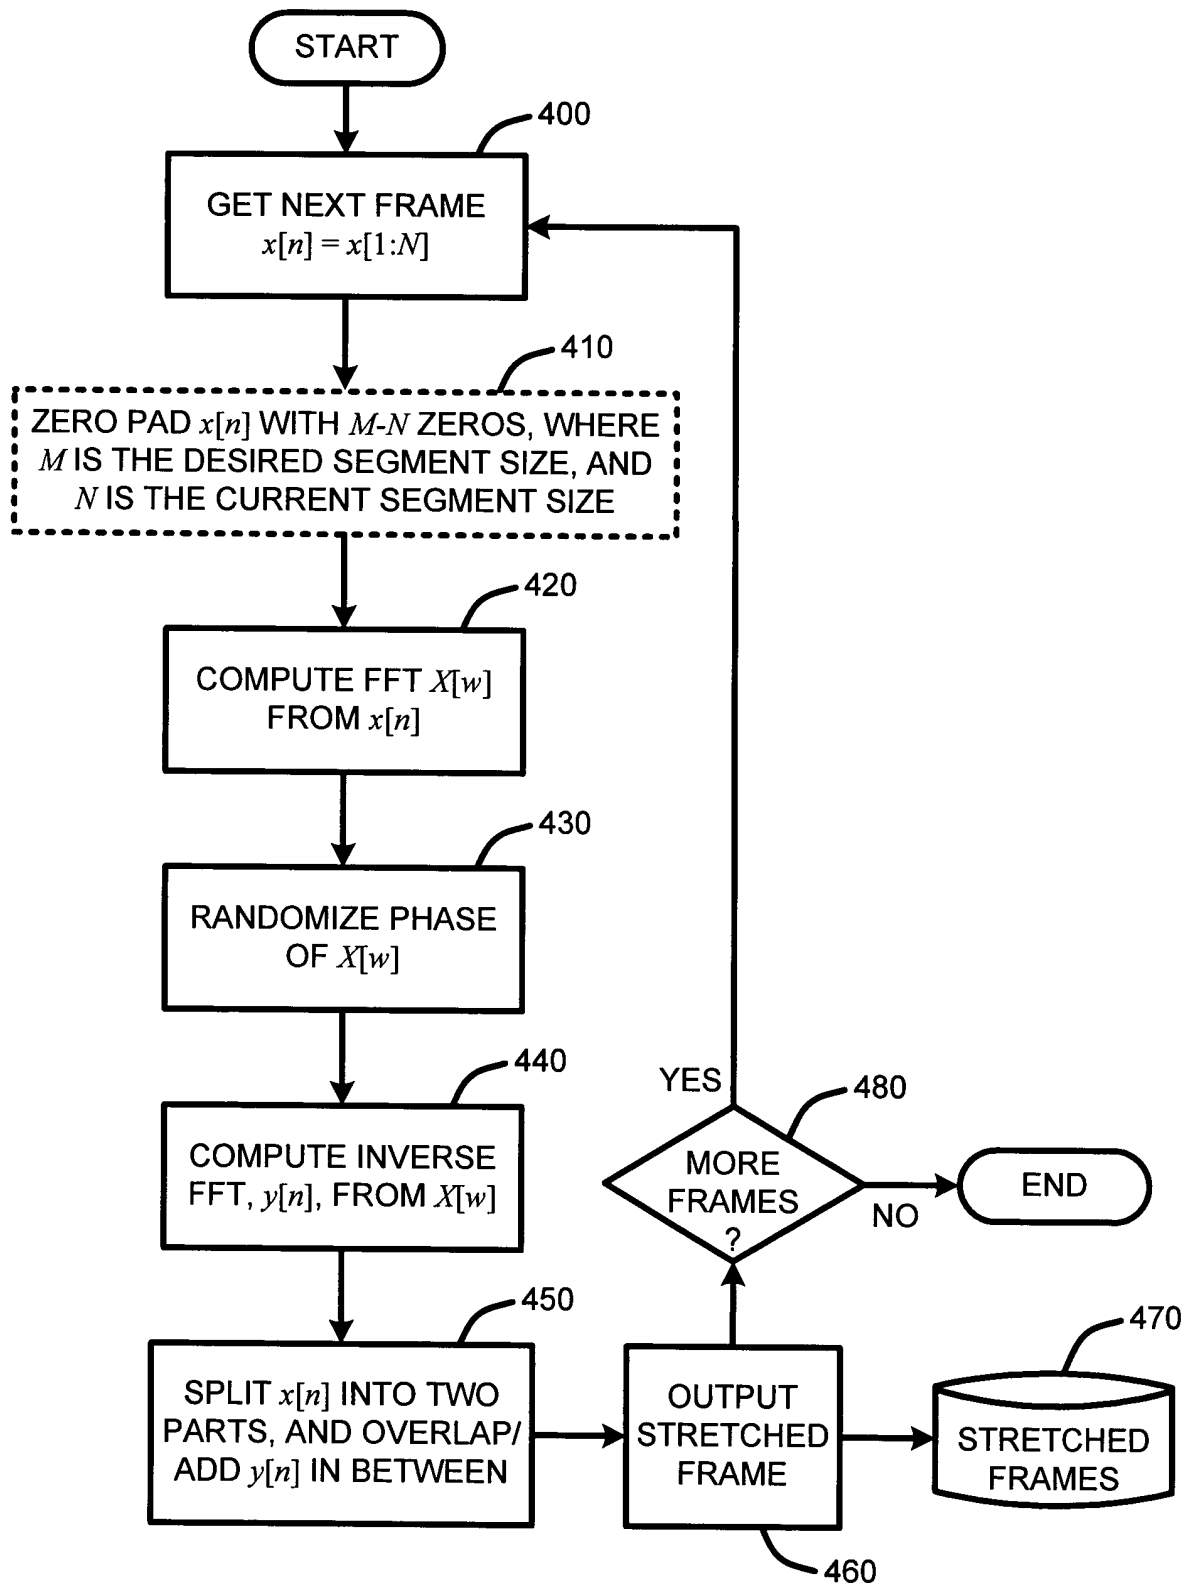 START
400
GET NEXT FRAME
x[n] = x[1:N]
410
ZERO PAD x[n] WITH M-N ZEROS, WHERE
M IS THE DESIRED SEGMENT SIZE, AND
N IS THE CURRENT SEGMENT SIZE
420
COMPUTE FFT X[w]
FROM x[n]
430
RANDOMIZE PHASE
OF X[w]
440
COMPUTE INVERSE
FFT, y[n], FROM X[w]
450
SPLIT x[n] INTO TWO
PARTS, AND OVERLAP/
ADD y[n] IN BETWEEN
OUTPUT
STRETCHED
FRAME
460
470
STRETCHED
FRAMES
480
MORE
FRAMES
?
YES
NO
END